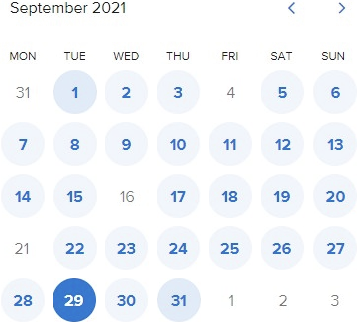 September 2021
MON TUE WED THU FRI SAT SUN
31 1 2 3 4 5 6
7 8 9 10 11 12 13
14 15 16 17 18 19 20
21 22 23 24 25 26 27
28 29 30 31 1 2 3